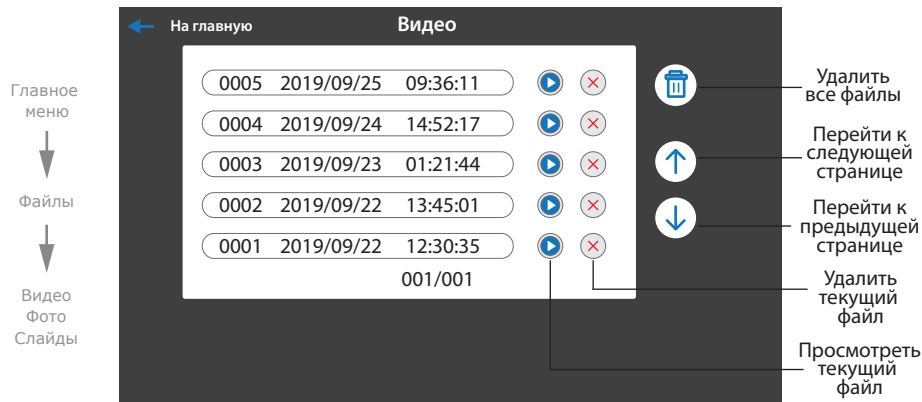 На главную
Видео
Главное
меню
Файлы
Видео
Фото
Слайды
0005 2019/09/25 09:36:11
0004 2019/09/24 14:52:17
0003 2019/09/23 01:21:44
0002 2019/09/22 13:45:01
0001 2019/09/22 12:30:35
001/001
Удалить
все файлы
Перейти к
следующей
странице
Перейти к
предыдущей
странице
Удалить
текущий
файл
Просмотреть
текущий
файл